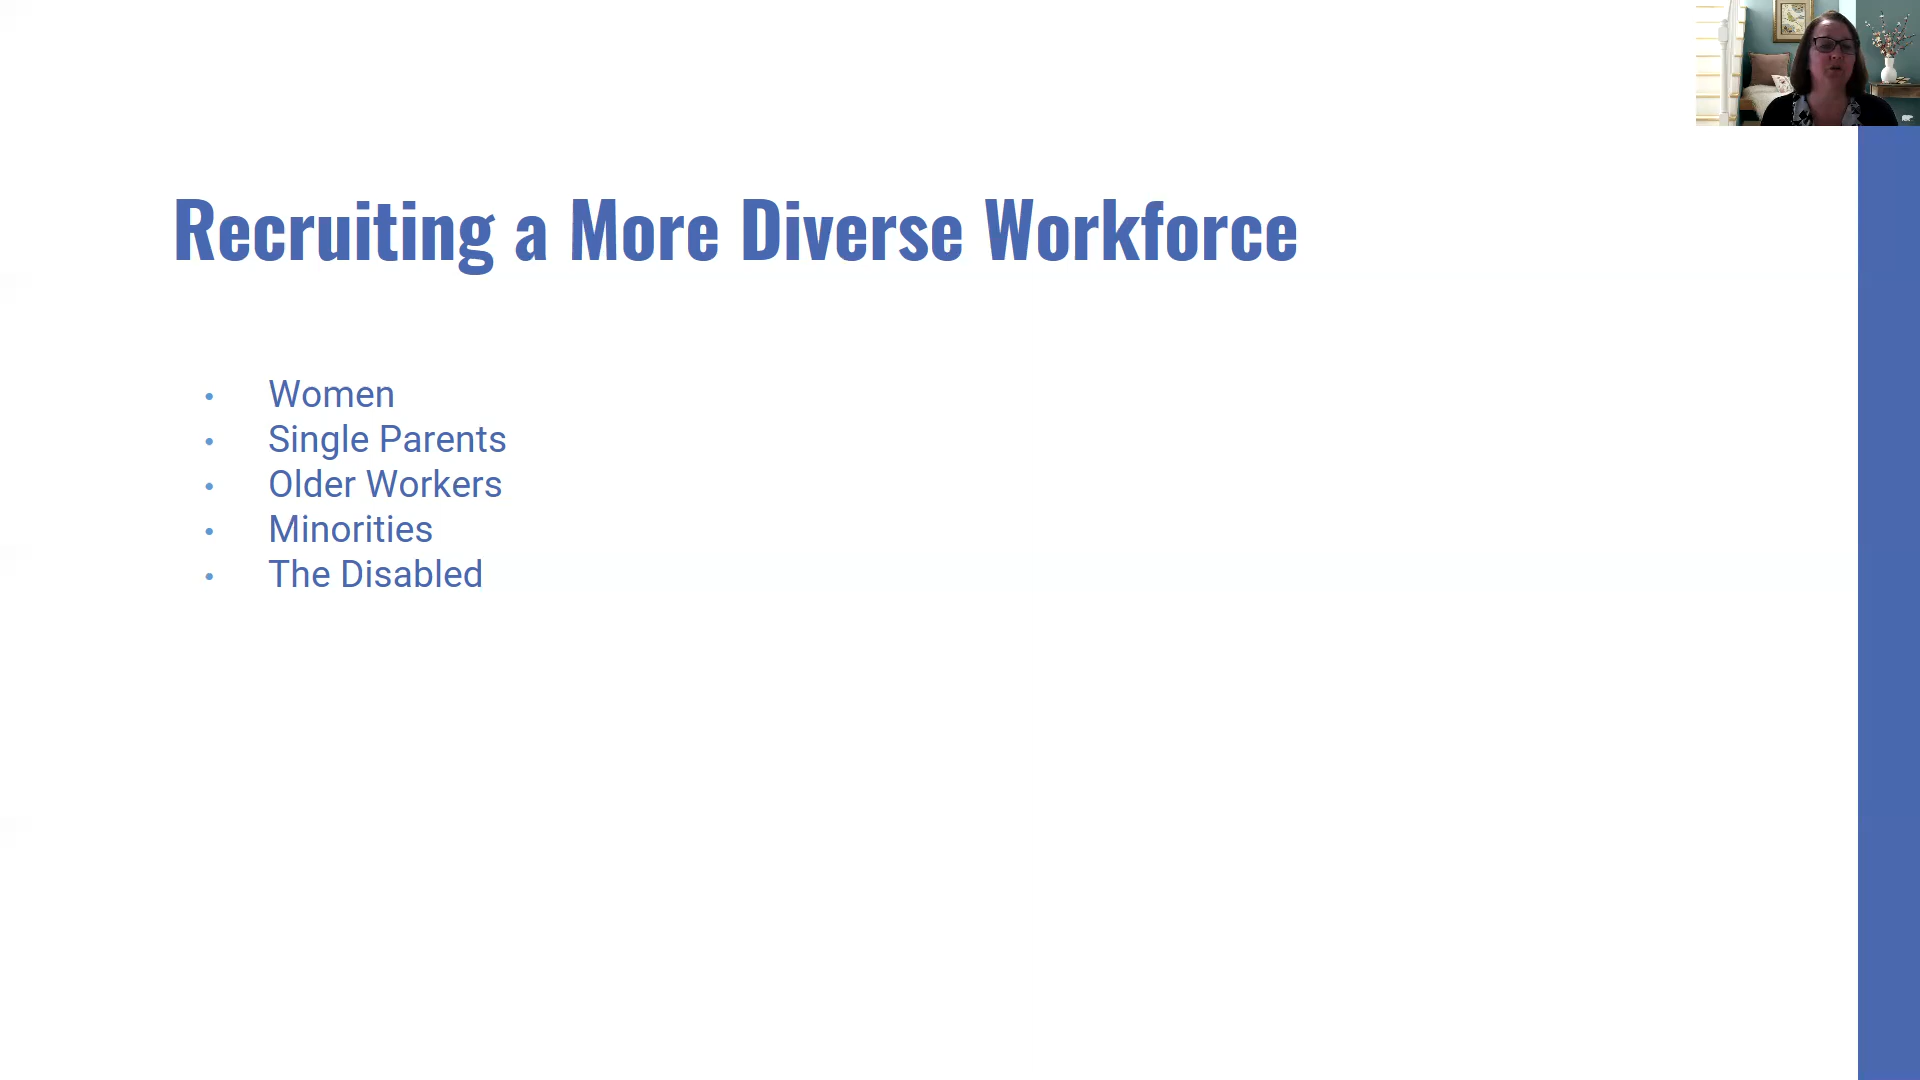 Recruiting a More Diverse Workforce
• Women
• Single Parents
• Older Workers
• Minorities
• The Disabled